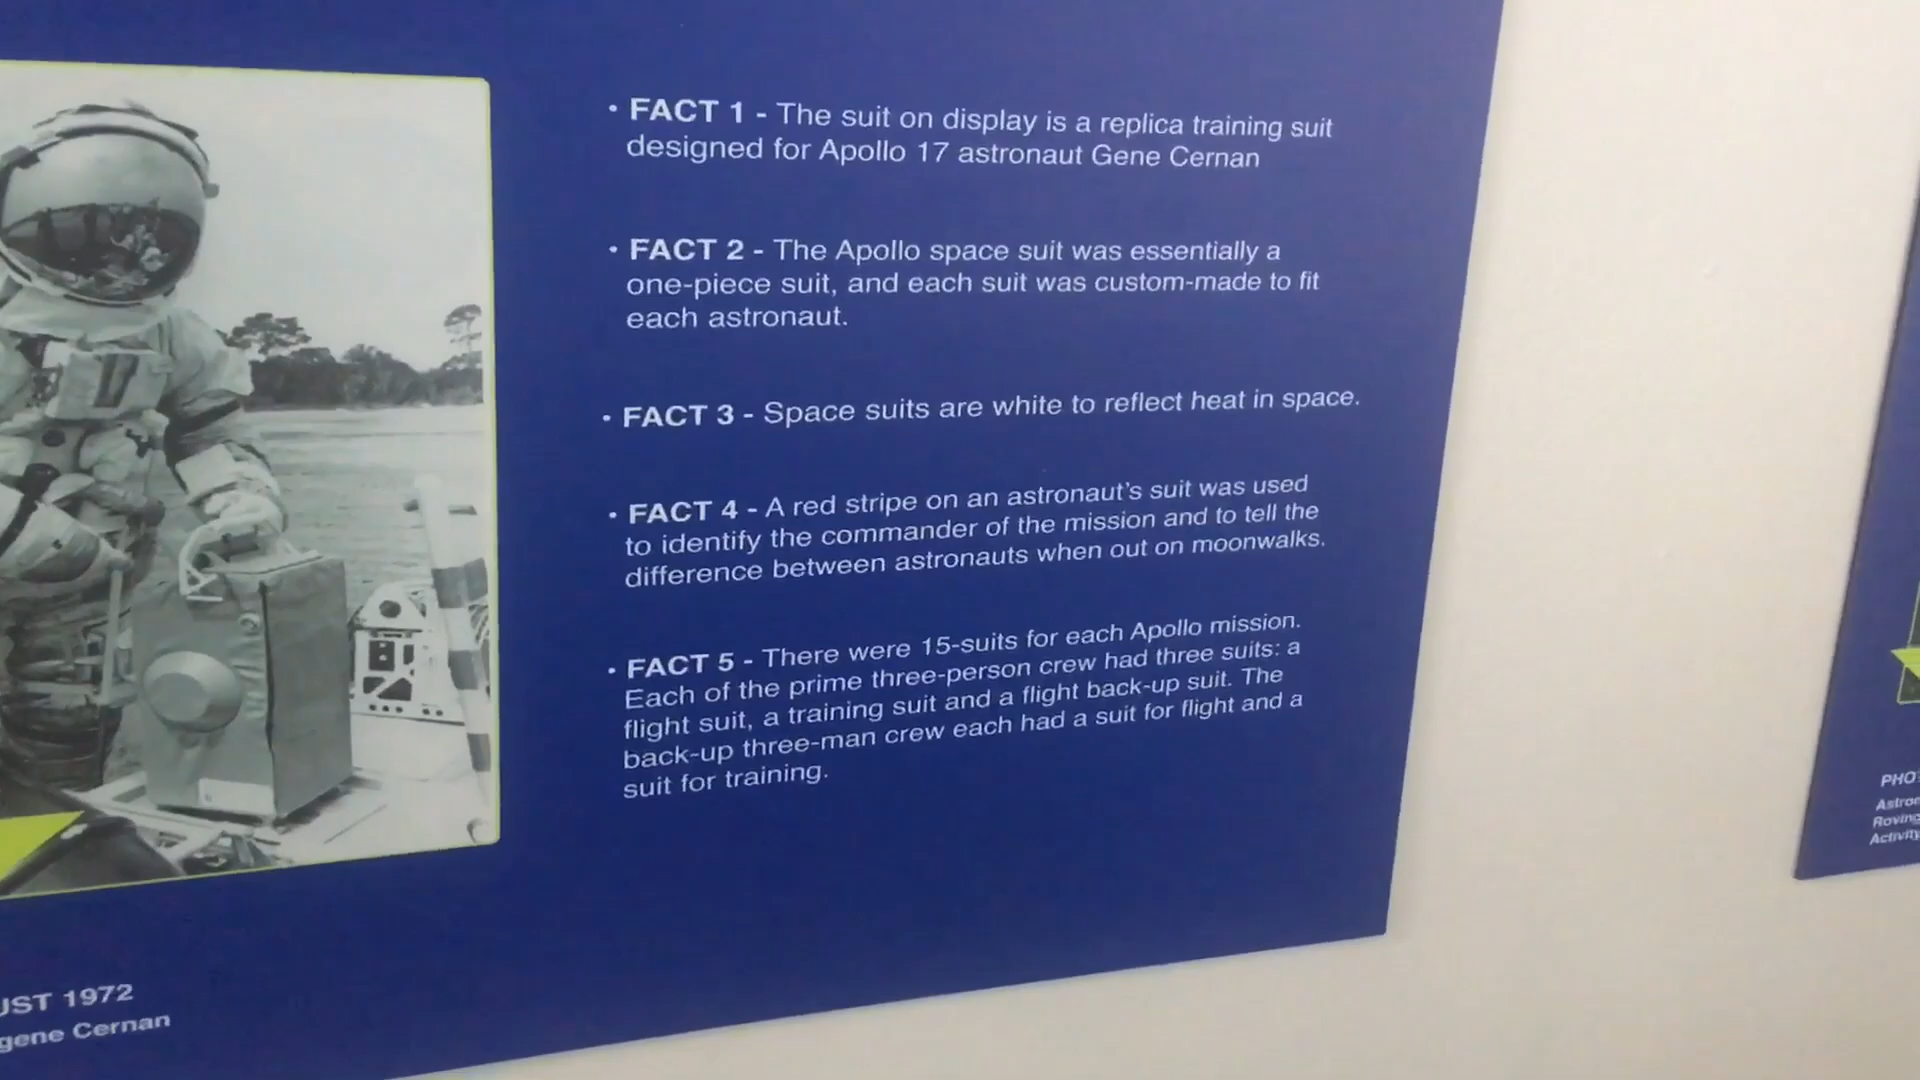 • FACT 1 - The suit on display is a replica training suit
designed for Apollo 17 astronaut Gene Cernan
• FACT 2 - The Apollo space suit was essentially a
one-piece suit, and each suit was custom-made to fit
each astronaut.
• FACT 3 - Space suits are white to reflect heat in space.
• FACT 4 - A red stripe on an astronaut's suit was used
to identify the commander of the mission and to tell the
difference between astronauts when out on moonwalks.
• FACT 5 - There were 15-suits for each Apollo mission.
Each of the prime three-person crew had three suits: a
flight suit, a training suit and a flight back-up suit. The
back-up three-man crew each had a suit for flight and a
suit for training.
1972
Cernan